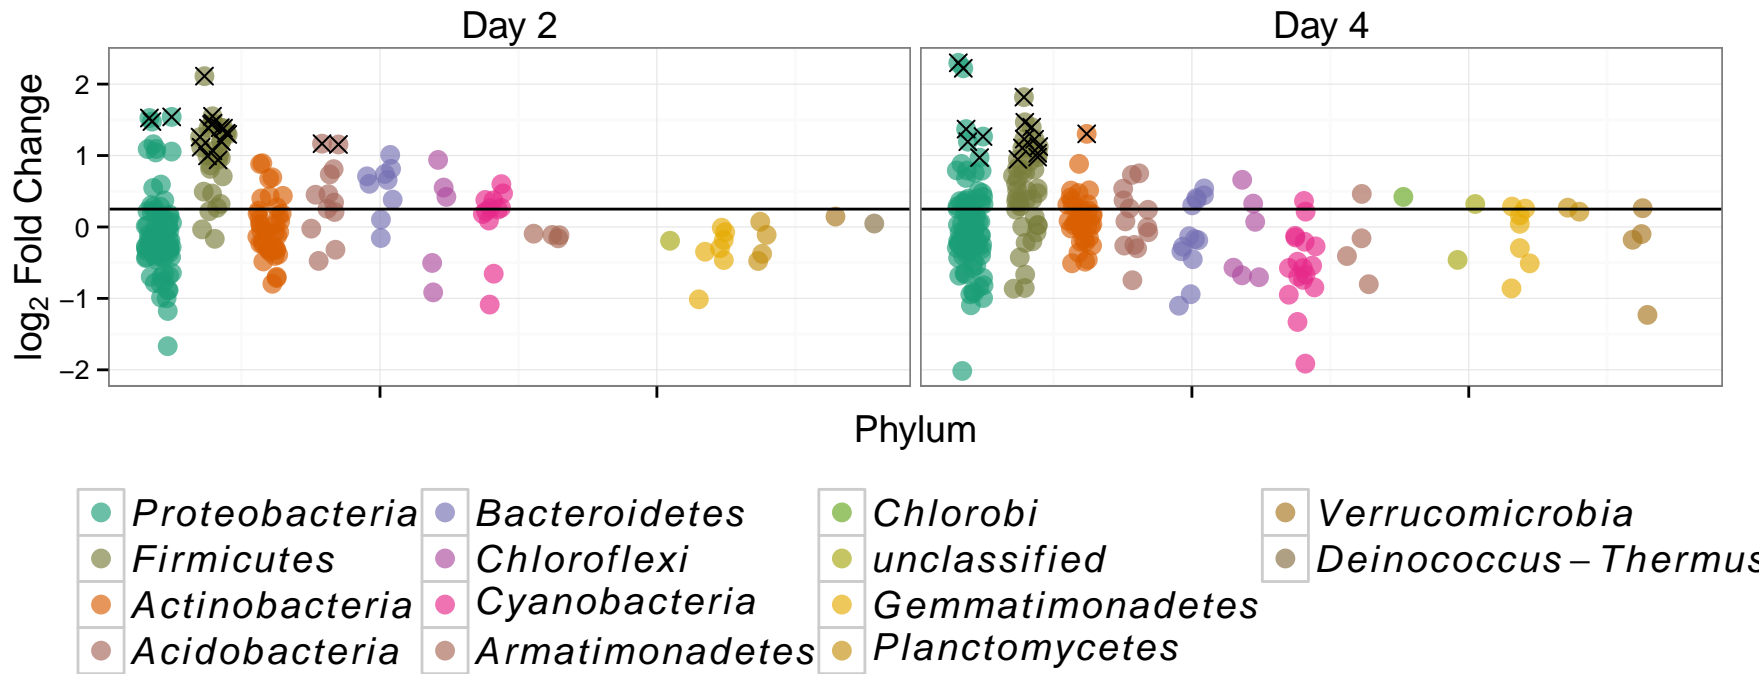 Day 2
Day 4
log2 Fold Change
2
1
0
−1
−2
Phylum
Proteobacteria
Firmicutes
Actinobacteria
Acidobacteria
Bacteroidetes
Chloroflexi
Cyanobacteria
Armatimonadetes
Chlorobi
unclassified
Gemmatimonadetes
Planctomycetes
Verrucomicrobia
Deinococcus−Thermus